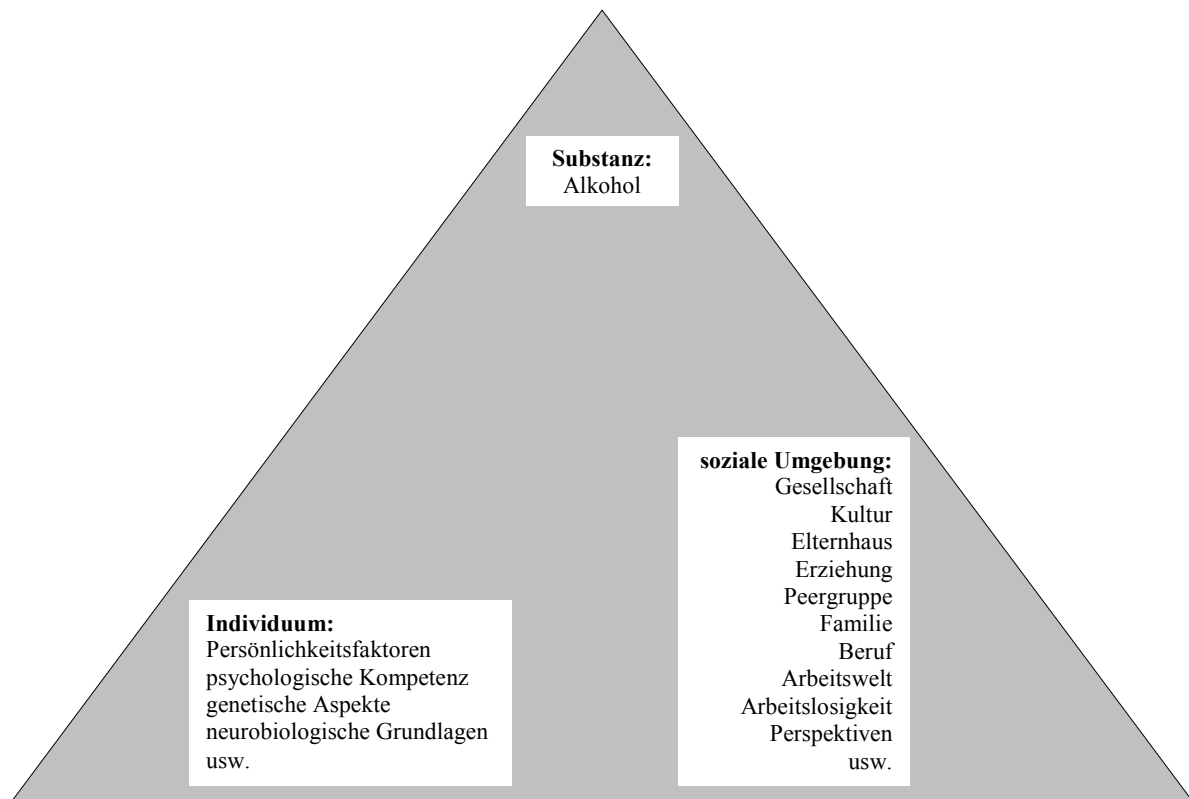 Substanz:
Alkohol
soziale Umgebung:
Gesellschaft
Kultur
Elternhaus
Erziehung
Peergruppe
Familie
Beruf
Arbeitswelt
Arbeitslosigkeit
Perspektiven
usw.
Individuum:
Persönlichkeitsfaktoren
psychologische Kompetenz
genetische Aspekte
neurobiologische Grundlagen
usw.